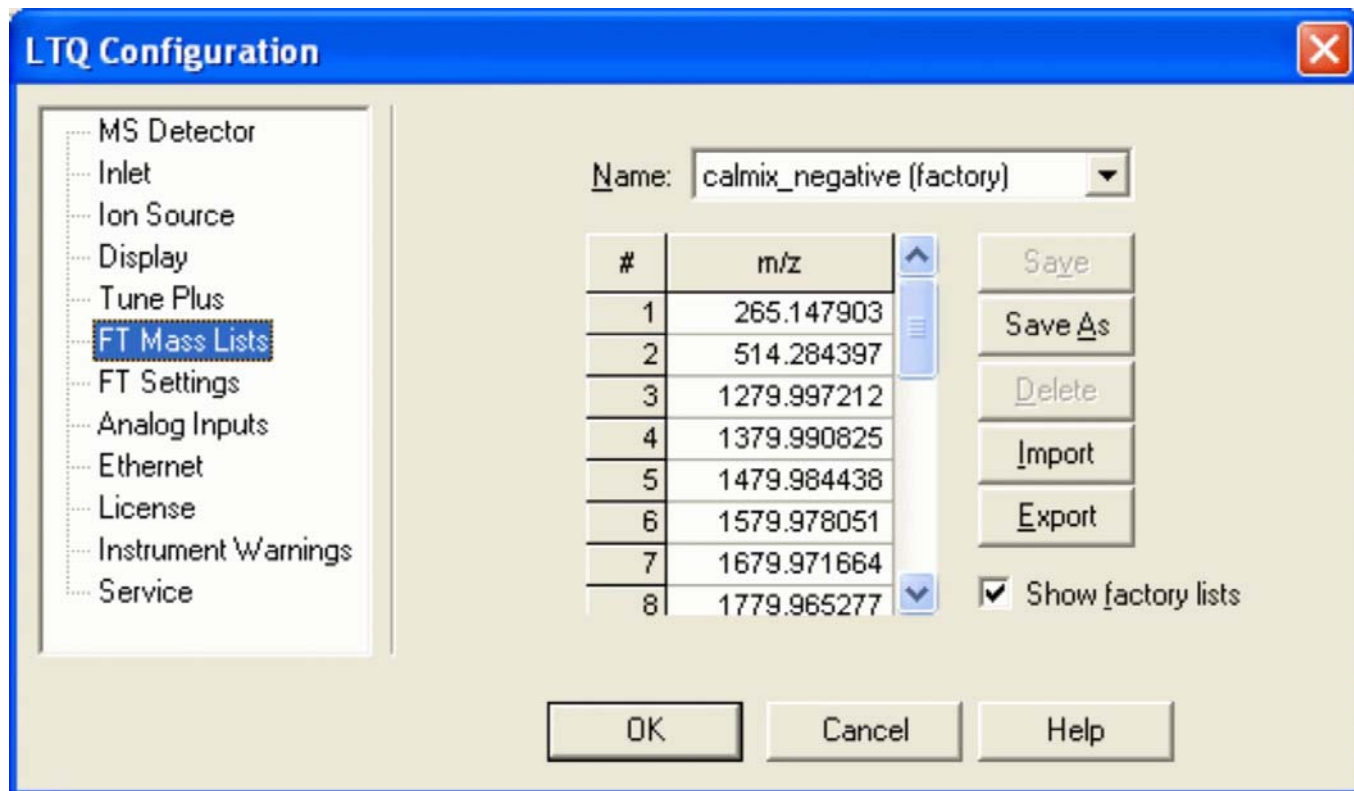 LTQ Configuration
MS Detector
Inlet
Ion Source
Display
Tune Plus
FT Mass Lists
FT Settings
Analog Inputs
Ethernet
License
Instrument Warnings
Service
Name: calmix_negative (factory)
# m/z
1 265.147903
2 514.284397
3 1279.997212
4 1379.990825
5 1479.984438
6 1579.978051
7 1679.971664
8 1779.965277
Save
Save As
Delete
Import
Export
Show factory lists
OK Cancel Help